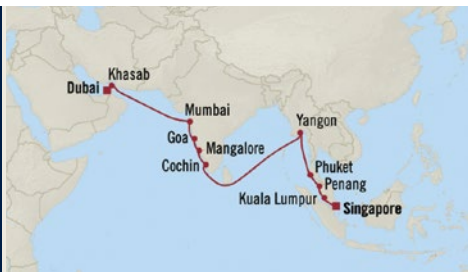 Khasab
Dubai
Mumbai
Goa
Mangalore
Cochin
Yangon
Phuket
Penang
Kuala Lumpur
Singapore